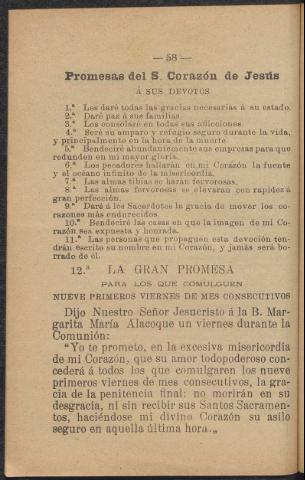 — 58 —
Promesas del S. Corazón de Jesús
Á SUS DEVOTOS
1.ª Les daré todas las gracias necesarias á su estado.
2.ª Daré paz á sus familias.
3.ª Los consolaré en todas sus aflicciones.
4.ª Seré su amparo y refugio seguro durante la vida,
y principalmente en la hora de la muerte.
5.ª Bendeciré abundantemente sus empresas para que
redunden en mi mayor gloria.
6.ª Los pecadores hallarán en mi Corazón la fuente
y el océano infinito de la misericordia.
7.ª Las almas tibias se harán fervorosas.
8.ª Las almas fervorosas se elevarán con rapidez á
gran perfección.
9.ª Daré á los Sacerdotes la gracia de mover los co-
razones más endurecidos.
10.ª Bendeciré las casas en que la imagen de mi Co-
razón sea expuesta y honrada.
11.ª Las personas que propaguen esta devoción ten-
drán escrito su nombre en mi Corazón, y jamás será bo-
rrado de él.
12.ª LA GRAN PROMESA
PARA LOS QUE COMULGUEN
NUEVE PRIMEROS VIERNES DE MES CONSECUTIVOS
Dijo Nuestro Señor Jesucristo á la B. Mar-
garita María Alacoque un viernes durante la
Comunión:
"Yo te prometo, en la excesiva misericordia
de mi Corazón, que su amor todopoderoso con-
cederá á todos los que comulgaren los nueve
primeros viernes de mes consecutivos, la gra-
cia de la penitencia final: no morirán en su
desgracia, ni sin recibir sus Santos Sacramen-
tos, haciéndose mi divino Corazón su asilo
seguro en aquella última hora.„